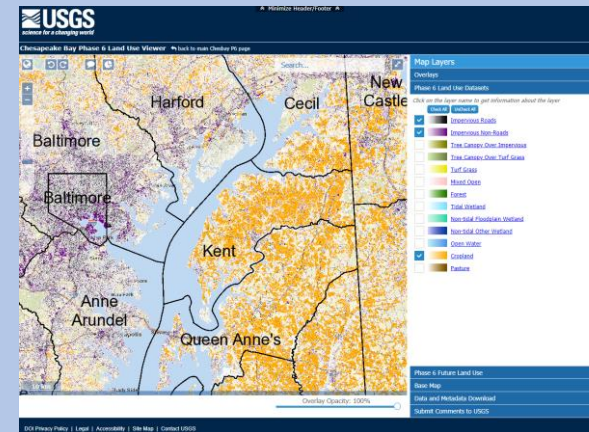 ^ Minimize Header/Footer ^
USGS
science for a changing world
Chesapeake Bay Phase 6 Land Use Viewer back to main Chesbay P6 page
Search...
Map Layers
Overlays
Phase 6 Land Use Datasets
Click on the layer name to get information about the layer
Check All Uncheck All
Impervious Roads
Impervious Non-Roads
Tree Canopy Over Impervious
Tree Canopy Over Turf Grass
Turf Grass
Mixed Open
Forest
Tidal Wetland
Non-tidal Floodplain Wetland
Non-tidal Other Wetland
Open Water
Cropland
Pasture
New
Castle
Harford
Cecil
Baltimore
Baltimore
Kent
Anne
Arundel
Queen Anne's
Phase 6 Future Land Use
Base Map
Data and Metadata Download
Submit Comments to USGS
Overlay Opacity: 100%
DOI Privacy Policy | Legal | Accessibility | Site Map | Contact USGS